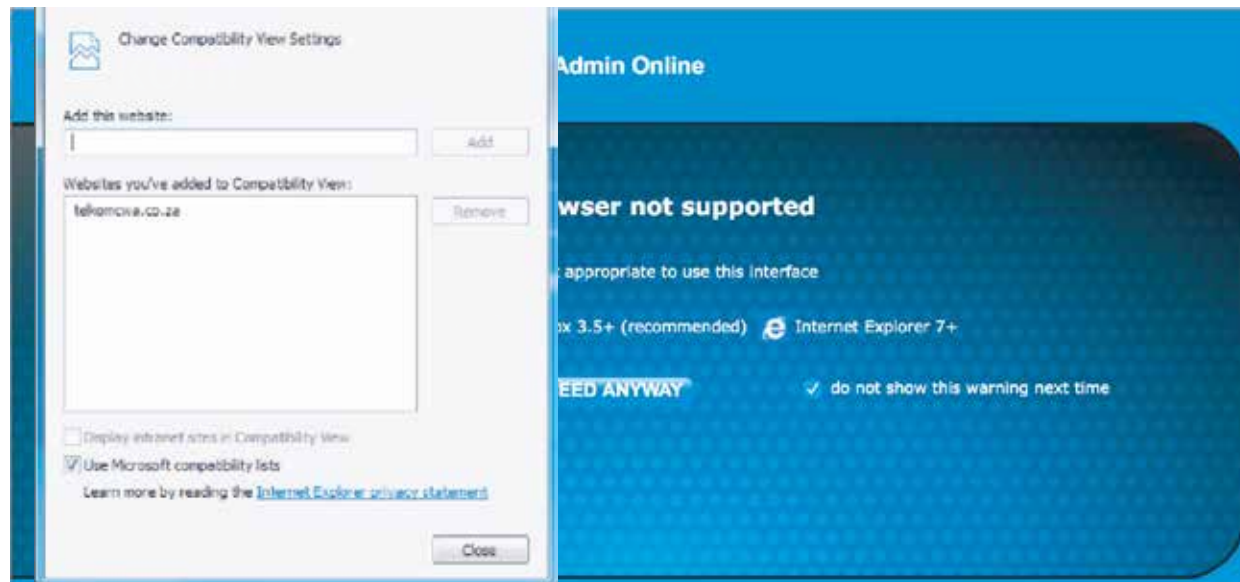 Change Compatibility View Settings
Add this website:
Add
Websites you've added to Compatibility View:
telkomcwa.co.za
Remove
Display intranet sites in Compatibility View
Use Microsoft compatibility lists
Learn more by reading the Internet Explorer privacy statement
Close
Admin Online
wser not supported
appropriate to use this interface
ox 3.5+ (recommended) Internet Explorer 7+
EED ANYWAY do not show this warning next time